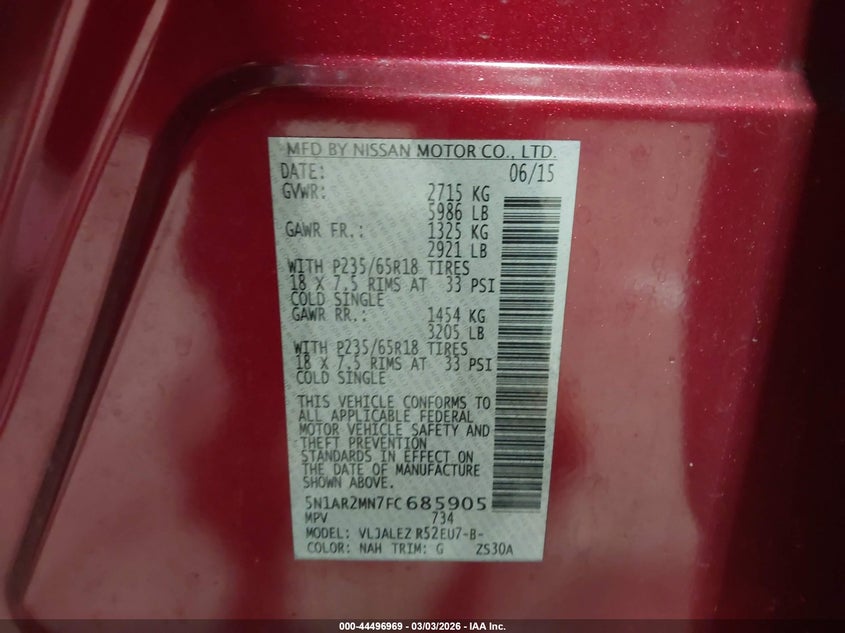 MFD BY NISSAN MOTOR CO., LTD.
DATE: 06/15
GVWR: 2715 KG
5986 LB
GAWR FR.: 1325 KG
2921 LB
WITH P235/65R18 TIRES
18 X 7.5 RIMS AT 33 PSI
COLD SINGLE
GAWR RR.: 1454 KG
3205 LB
WITH P235/65R18 TIRES
18 X 7.5 RIMS AT 33 PSI
COLD SINGLE
THIS VEHICLE CONFORMS TO
ALL APPLICABLE FEDERAL
MOTOR VEHICLE SAFETY AND
THEFT PREVENTION
STANDARDS IN EFFECT ON
THE DATE OF MANUFACTURE
SHOWN ABOVE.
5N1AR2MN7FC685905
MPV 734
MODEL: VLJALEZ R52EU7-B-
COLOR: NAH TRIM: G ZS30A
000-44496969 — 03/03/2026 — IAA Inc.